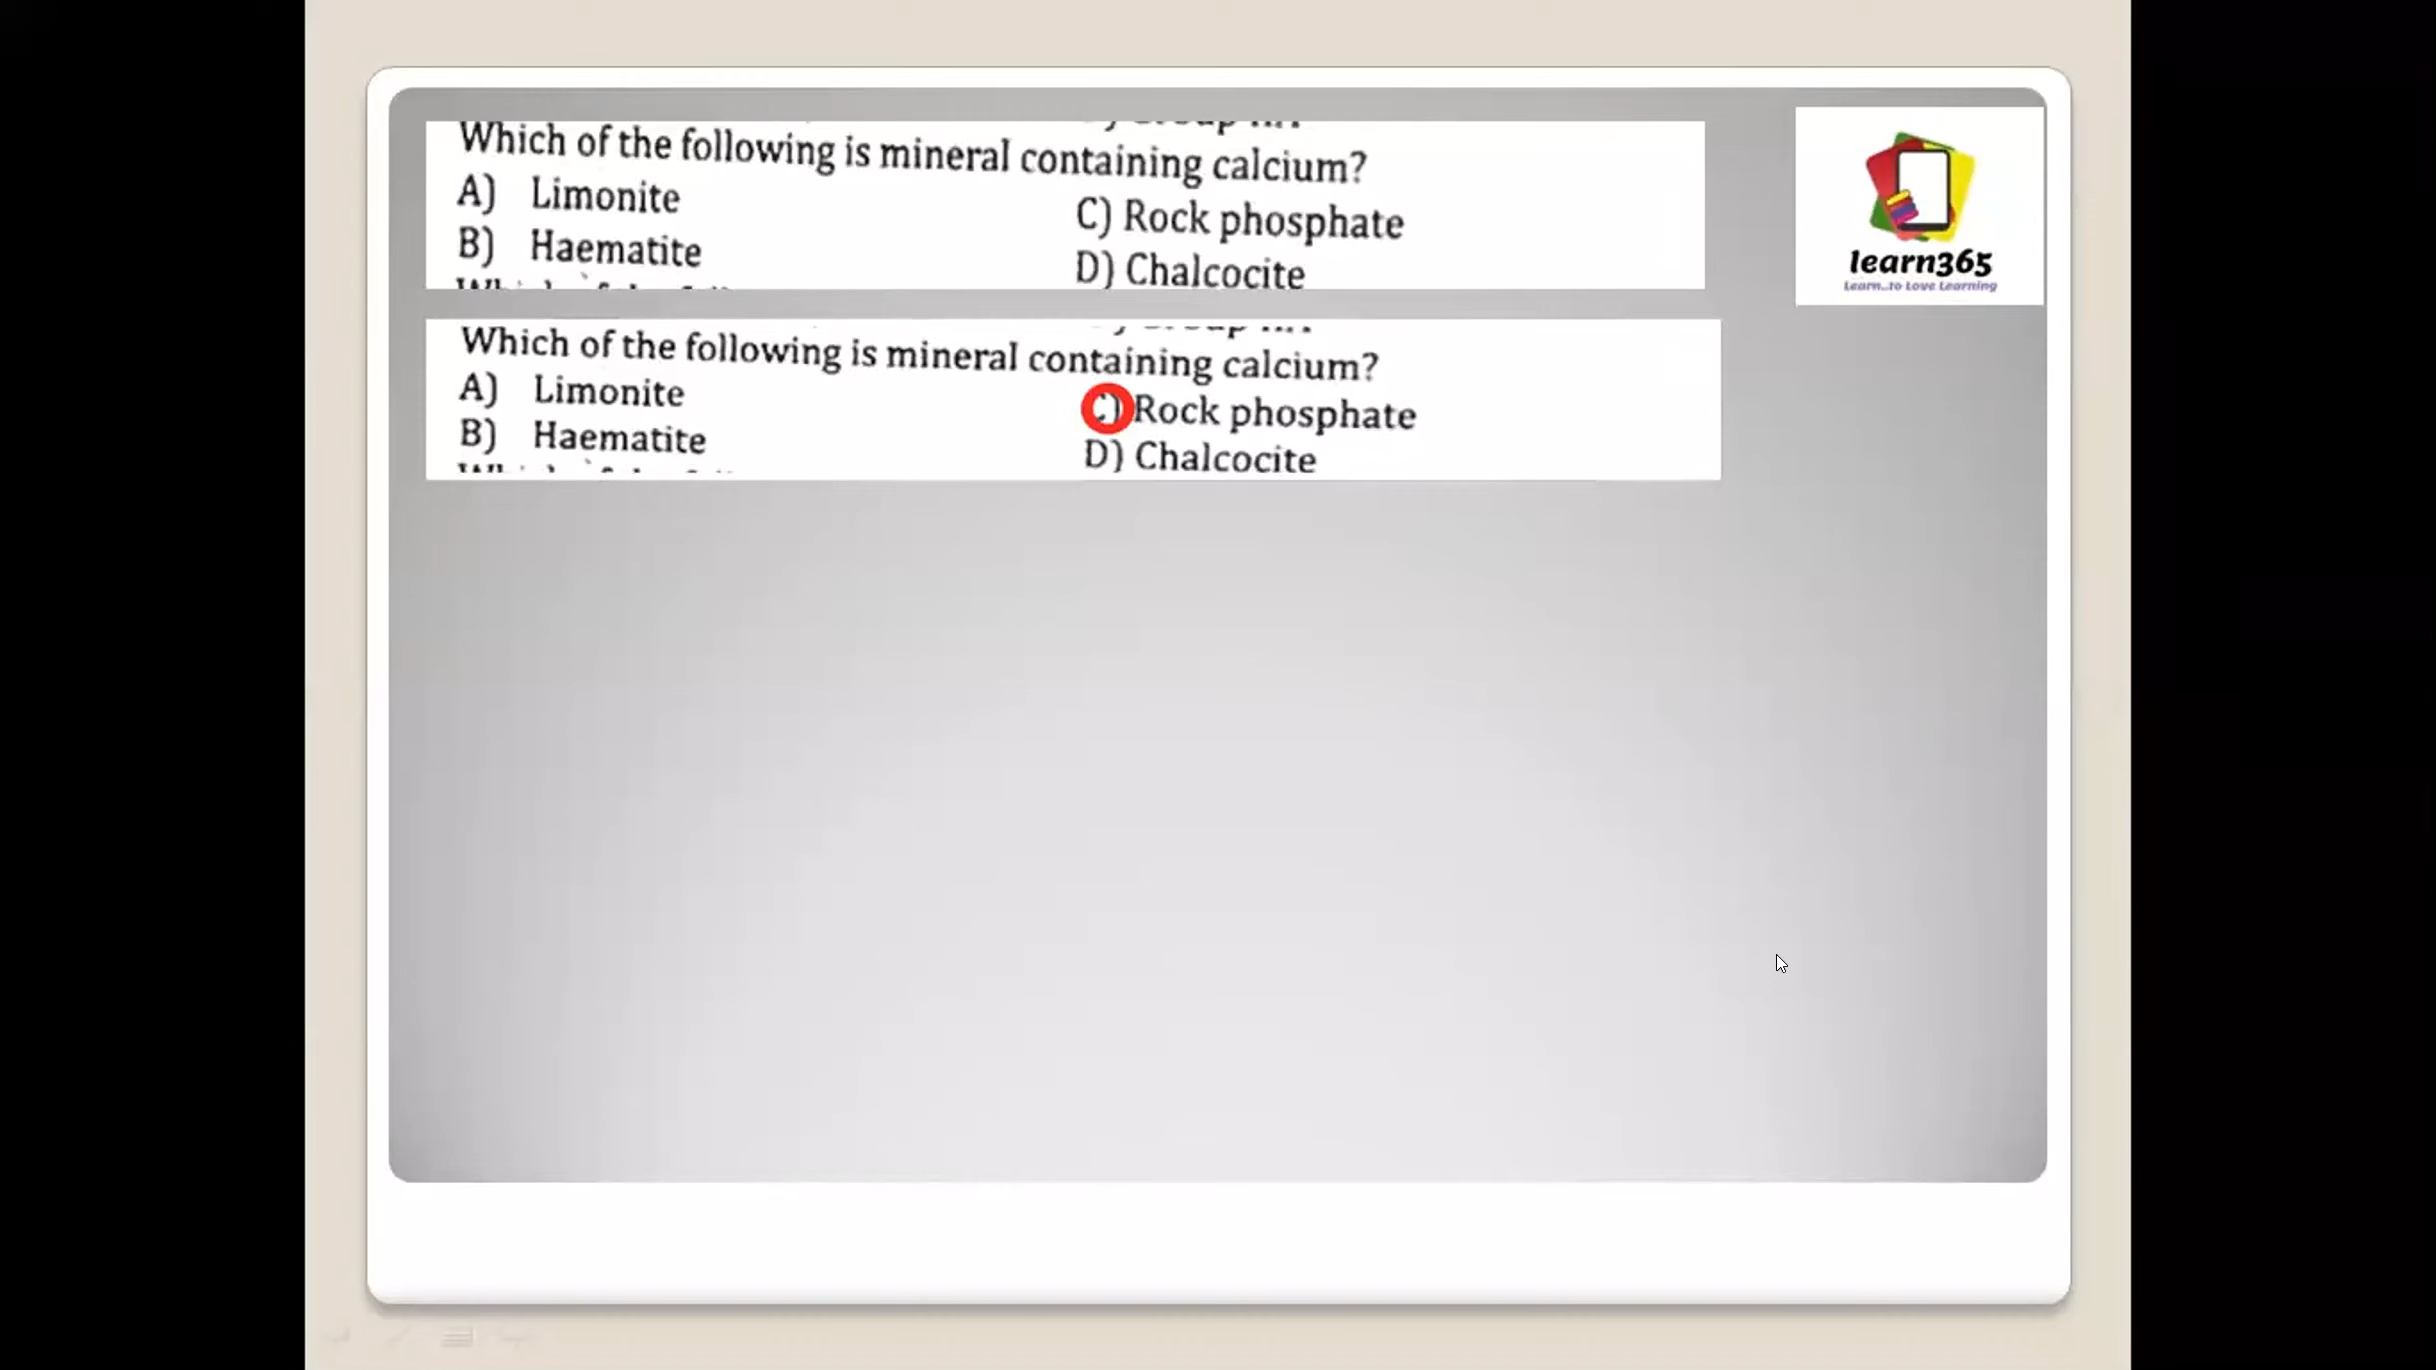 Which of the following is mineral containing calcium?
A) Limonite
C) Rock phosphate
B) Haematite
D) Chalcocite
learn365
Learn...to Love Learning
Which of the following is mineral containing calcium?
A) Limonite
C) Rock phosphate
B) Haematite
D) Chalcocite